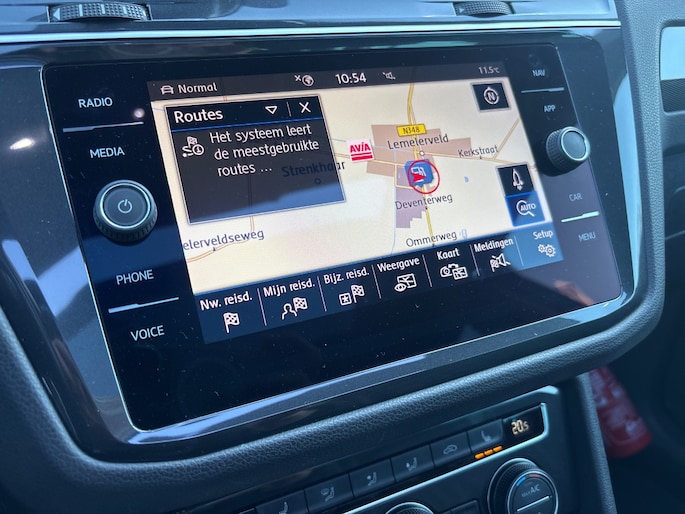 Normal
10:54
11.5°C
Routes
Het systeem leert
de meestgebruikte
routes ...
N348
Lemelerveld
AVIA
Kerkstraat
Strenkhaar
Deventerweg
elerveldseweg
Ommerweg
N
AUTO
Nw. reisd.
Mijn reisd.
Bijz. reisd.
Weergave
Kaart
Meldingen
Setup
RADIO
MEDIA
PHONE
VOICE
NAV
APP
CAR
MENU
20.5
A/C